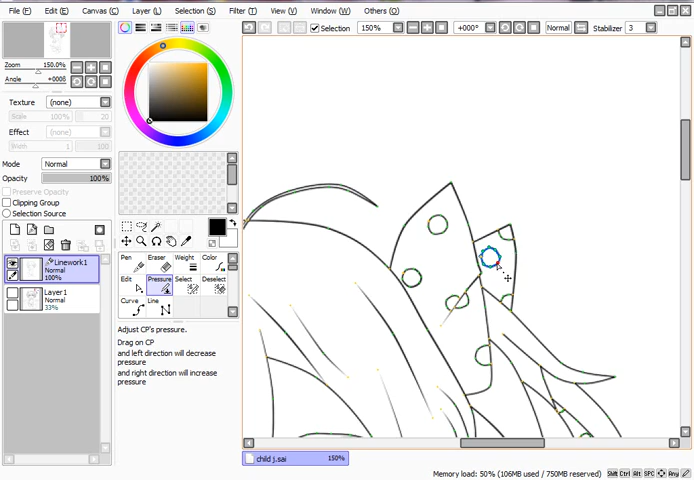 File (F) Edit (E) Canvas (C) Layer (L) Selection (S) Filter (T) View (V) Window (W) Others (O)
Selection 150% +000° Normal Stabilizer 3
Zoom 150.0%
Angle +0000
Texture (none)
Scale 100% 20
Effect (none)
Width 1 100
Mode Normal
Opacity 100%
Preserve Opacity
Clipping Group
Selection Source
Linework1
Normal
100%
Layer1
Normal
33%
Pen Eraser Weight Color
Edit Pressure Select Deselect
Curve Line
Adjust CP's pressure.
Drag on CP
and left direction will decrease
pressure
and right direction will increase
pressure
child j.sai 150%
Memory load: 50% (106MB used / 750MB reserved) Shift Ctrl Alt SPC Any